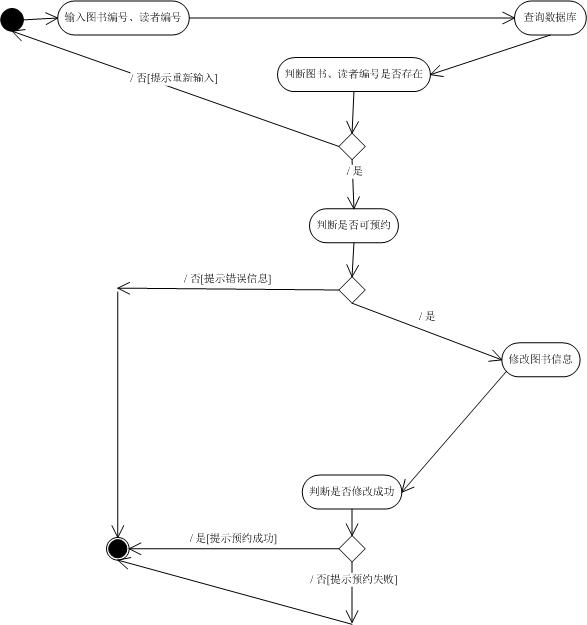 输入图书编号、读者编号
查询数据库
判断图书、读者编号是否存在
/ 否[提示重新输入]
/ 是
判断是否可预约
/ 否[提示错误信息]
/ 是
修改图书信息
判断是否修改成功
/ 是[提示预约成功]
/ 否[提示预约失败]